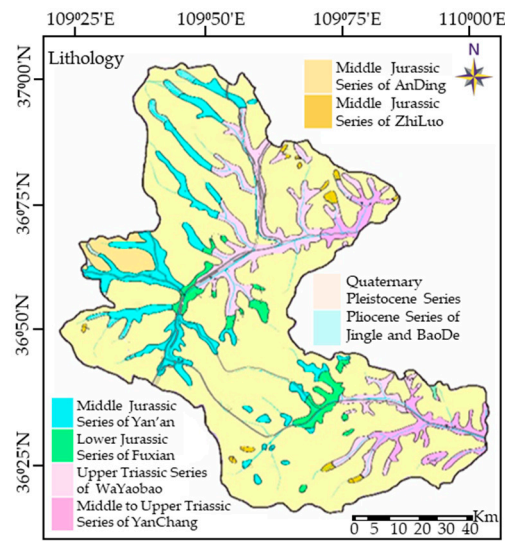 109°25'E 109°50'E 109°75'E 110°00'E
Lithology
N
37°00'N
36°75'N
36°50'N
36°25'N
Middle Jurassic
Series of AnDing
Middle Jurassic
Series of ZhiLuo
Quaternary
Pleistocene Series
Pliocene Series of
Jingle and BaoDe
Middle Jurassic
Series of Yan'an
Lower Jurassic
Series of Fuxian
Upper Triassic Series
of WaYaobao
Middle to Upper Triassic
Series of YanChang
Km
0 5 10 20 30 40